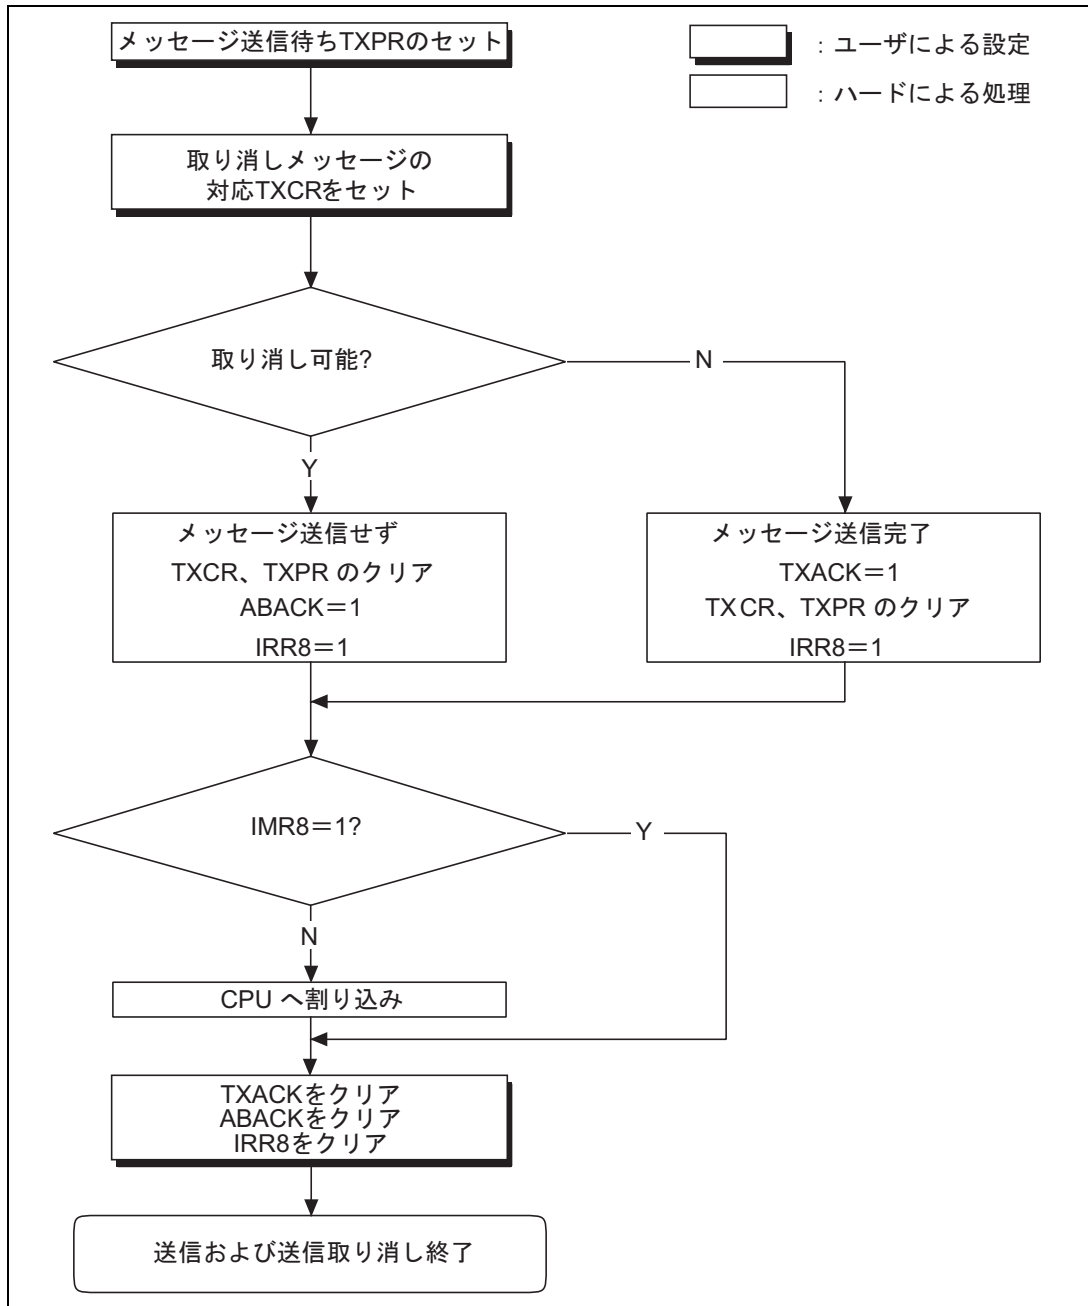 メッセージ送信待ちTXPRのセット
：ユーザによる設定
：ハードによる処理
取り消しメッセージの
対応TXCRをセット
取り消し可能?
N
Y
メッセージ送信せず
TXCR、TXPR のクリア
ABACK＝1
IRR8＝1
メッセージ送信完了
TXACK＝1
TXCR、TXPR のクリア
IRR8＝1
IMR8＝1?
Y
N
CPU へ割り込み
TXACKをクリア
ABACKをクリア
IRR8をクリア
送信および送信取り消し終了